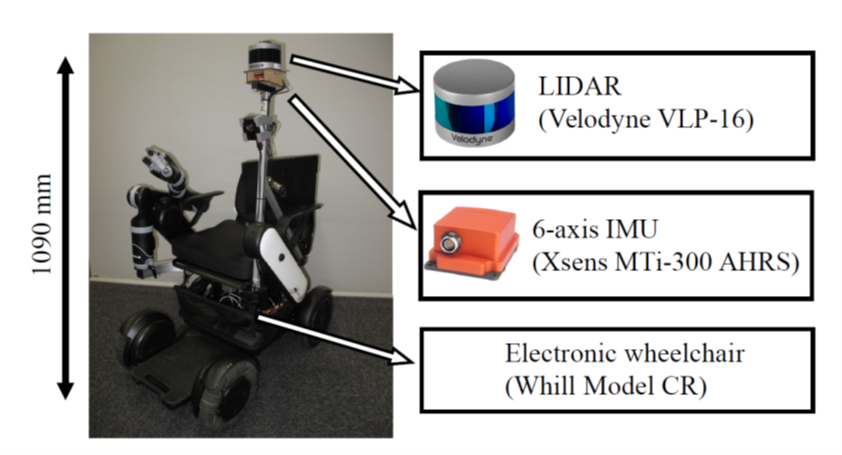 1090 mm
LIDAR
(Velodyne VLP-16)
Velodyne
6-axis IMU
(Xsens MTi-300 AHRS)
Electronic wheelchair
(Whill Model CR)